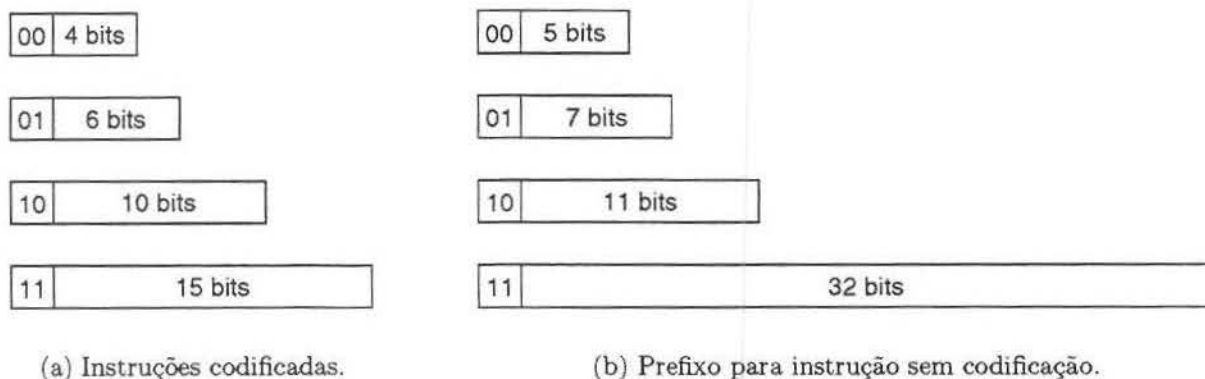 00 4 bits
01 6 bits
10 10 bits
11 15 bits
(a) Instruções codificadas.
00 5 bits
01 7 bits
10 11 bits
11 32 bits
(b) Prefixo para instrução sem codificação.